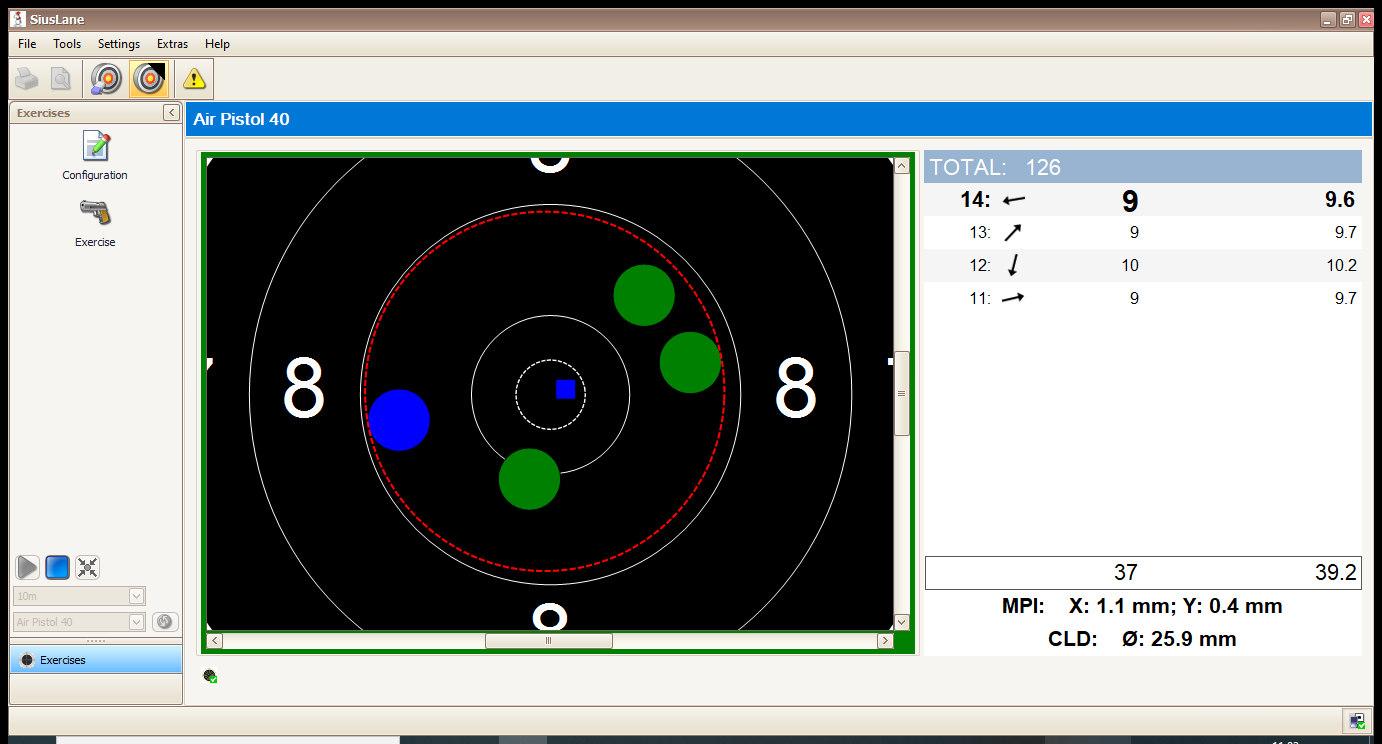 SiusLane
File Tools Settings Extras Help
Exercises
Configuration
Exercise
10m
Air Pistol 40
Exercises
Air Pistol 40
8
8
TOTAL: 126
14: 9 9.6
13: 9 9.7
12: 10 10.2
11: 9 9.7
37 39.2
MPI: X: 1.1 mm; Y: 0.4 mm
CLD: Ø: 25.9 mm